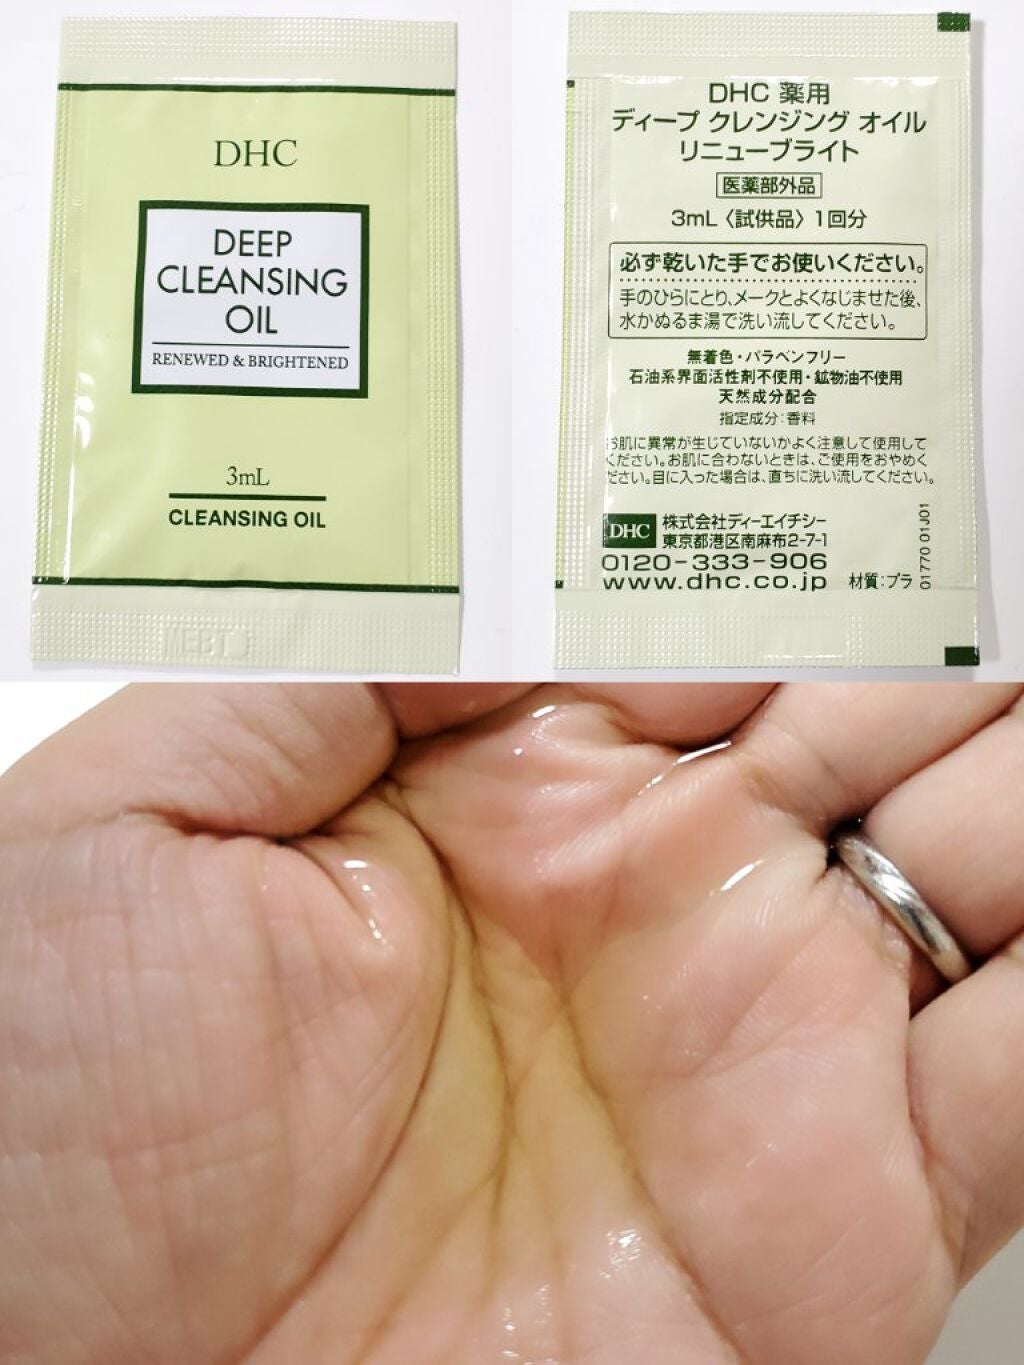 DHC
DEEP
CLEANSING
OIL
RENEWED & BRIGHTENED
3mL
CLEANSING OIL
DHC 薬用
ディープ クレンジング オイル
リニューブライト
医薬部外品
3mL〈試供品〉1回分
必ず乾いた手でお使いください。
手のひらにとり、メークとよくなじませた後、
水かぬるま湯で洗い流してください。
無着色・パラベンフリー
石油系界面活性剤不使用・鉱物油不使用
天然成分配合
指定成分：香料
お肌に異常が生じていないかよく注意して使用して
ください。お肌に合わないときは、ご使用をおやめく
ださい。目に入った場合は、直ちに洗い流してください。
DHC 株式会社ディーエイチシー
東京都港区南麻布2-7-1
0120-333-906
www.dhc.co.jp 材質：プラ
01770 01J01